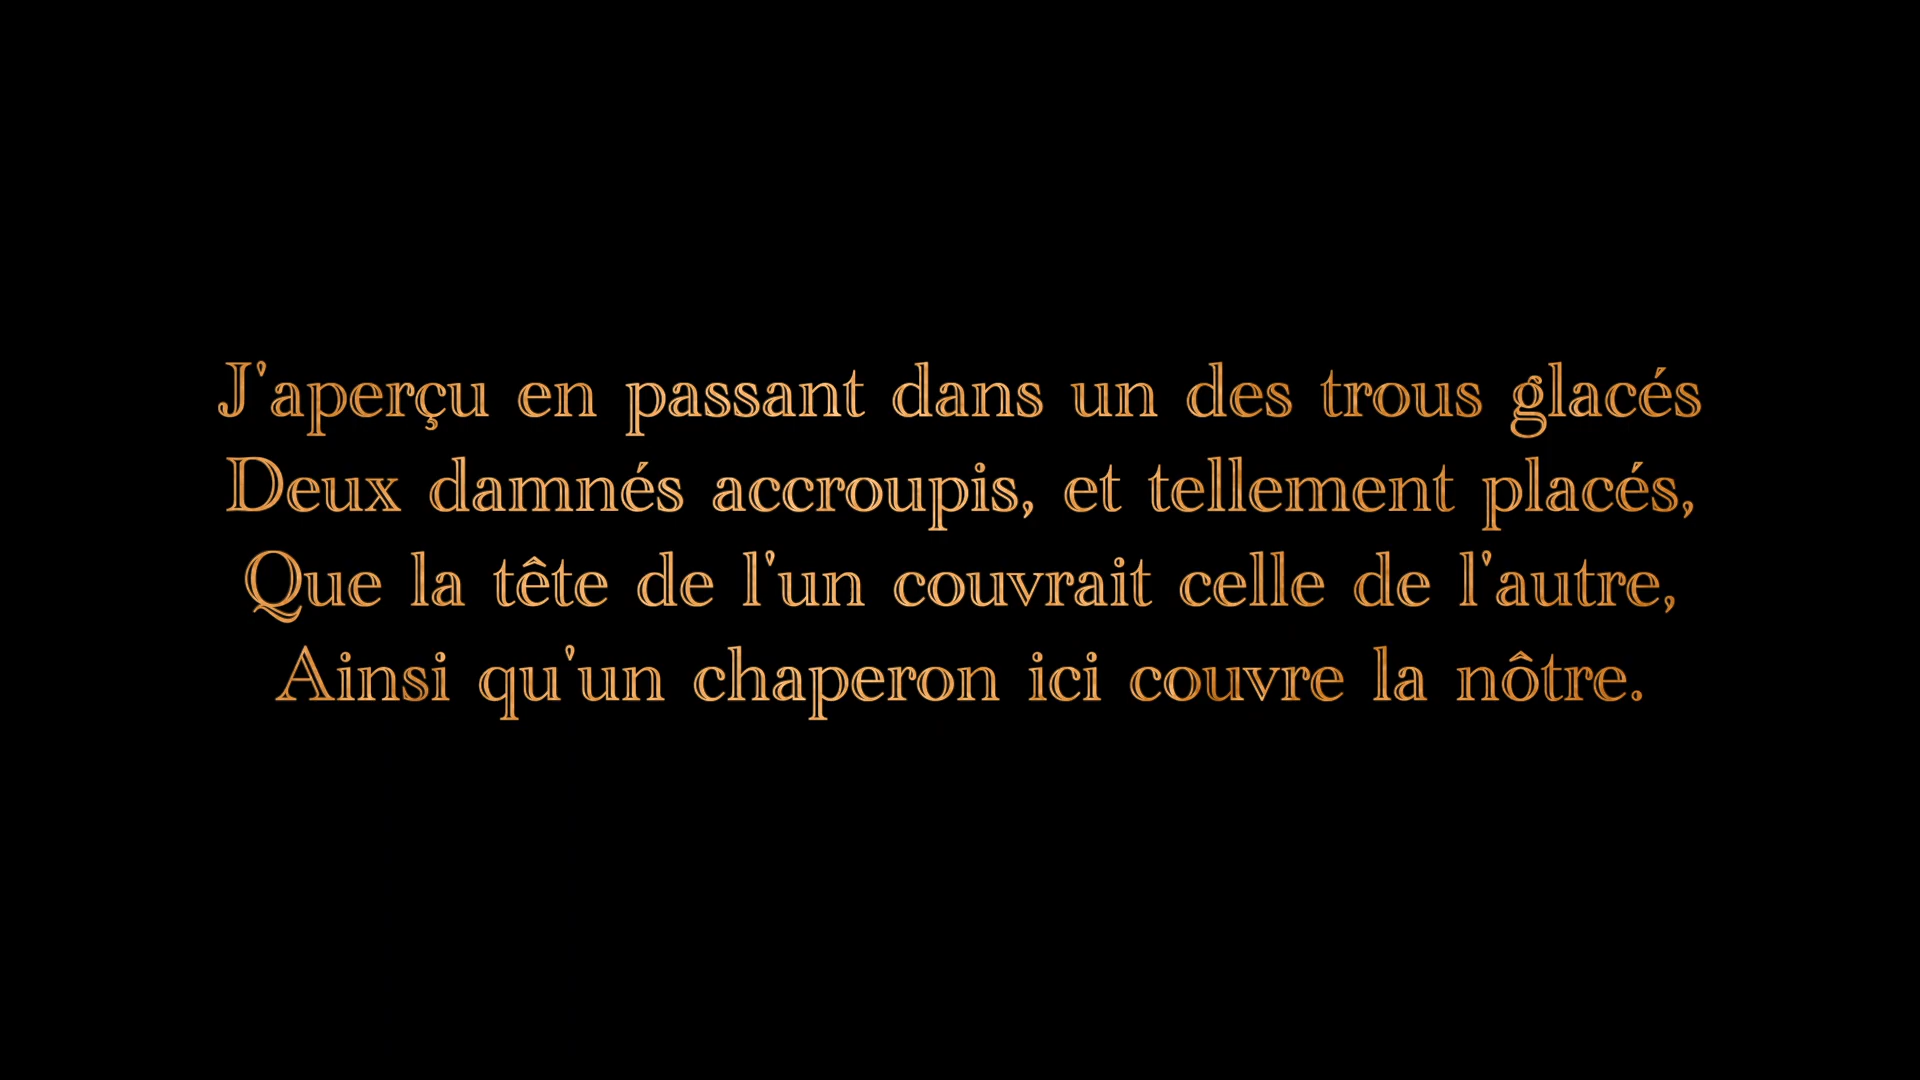 J'aperçu en passant dans un des trous glacés
Deux damnés accroupis, et tellement placés,
Que la tête de l'un couvrait celle de l'autre,
Ainsi qu'un chaperon ici couvre la nôtre.